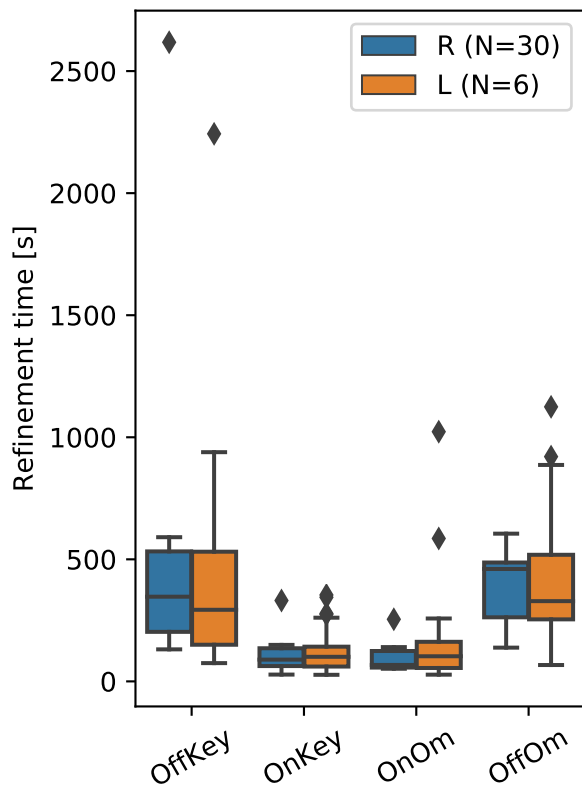 R (N=30)
L (N=6)
Refinement time [s]
2500
2000
1500
1000
500
0
OffKey
OnKey
OnOm
OffOm